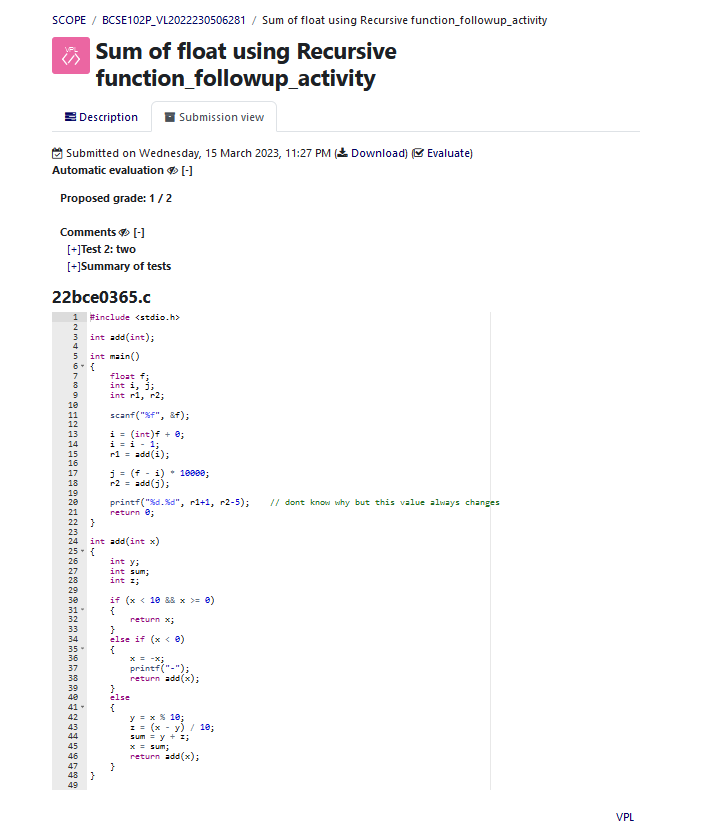 SCOPE / BCSE102P_VL2022230506281 / Sum of float using Recursive function_followup_activity
VPL
Sum of float using Recursive
function_followup_activity
Description
Submission view
Submitted on Wednesday, 15 March 2023, 11:27 PM (Download) (Evaluate)
Automatic evaluation [-]
Proposed grade: 1 / 2
Comments [-]
[+]Test 2: two
[+]Summary of tests
22bce0365.c
1 #include <stdio.h>
2
3 int add(int);
4
5 int main()
6 {
7 float f;
8 int i, j;
9 int r1, r2;
10
11 scanf("%f", &f);
12
13 i = (int)f + 0;
14 i = i - 1;
15 r1 = add(i);
16
17 j = (f - i) * 10000;
18 r2 = add(j);
19
20 printf("%d.%d", r1+1, r2-5); // dont know why but this value always changes
21 return 0;
22 }
23
24 int add(int x)
25 {
26 int y;
27 int sum;
28 int z;
29
30 if (x < 10 && x >= 0)
31 {
32 return x;
33 }
34 else if (x < 0)
35 {
36 x = -x;
37 printf("-");
38 return add(x);
39 }
40 else
41 {
42 y = x % 10;
43 z = (x - y) / 10;
44 sum = y + z;
45 x = sum;
46 return add(x);
47 }
48 }
49
VPL